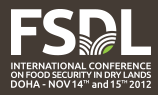 FSDL
INTERNATIONAL CONFERENCE
ON FOOD SECURITY IN DRY LANDS
DOHA - NOV 14TH and 15TH 2012